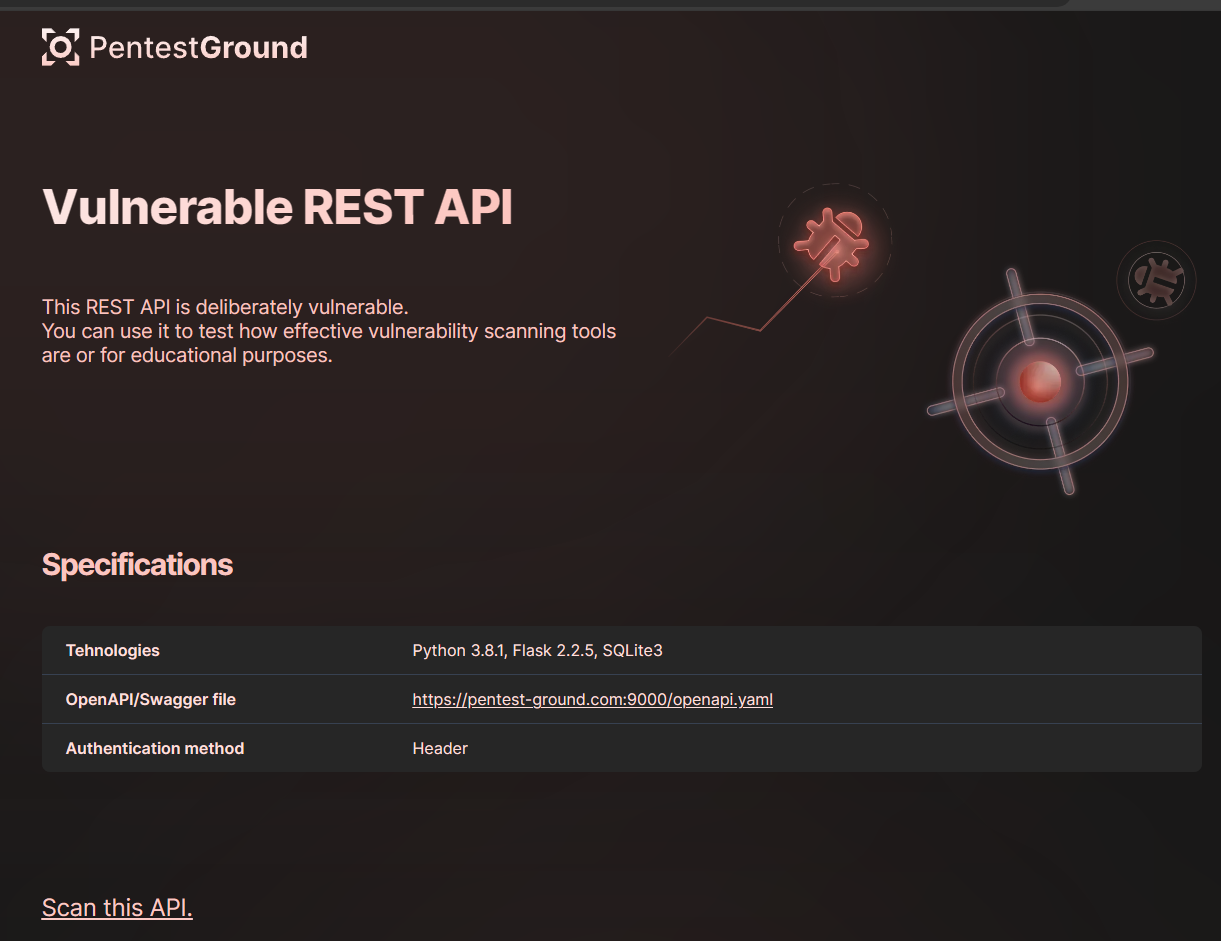 PentestGround
Vulnerable REST API
This REST API is deliberately vulnerable.
You can use it to test how effective vulnerability scanning tools
are or for educational purposes.
Specifications
Tehnologies Python 3.8.1, Flask 2.2.5, SQLite3
OpenAPI/Swagger file https://pentest-ground.com:9000/openapi.yaml
Authentication method Header
Scan this API.